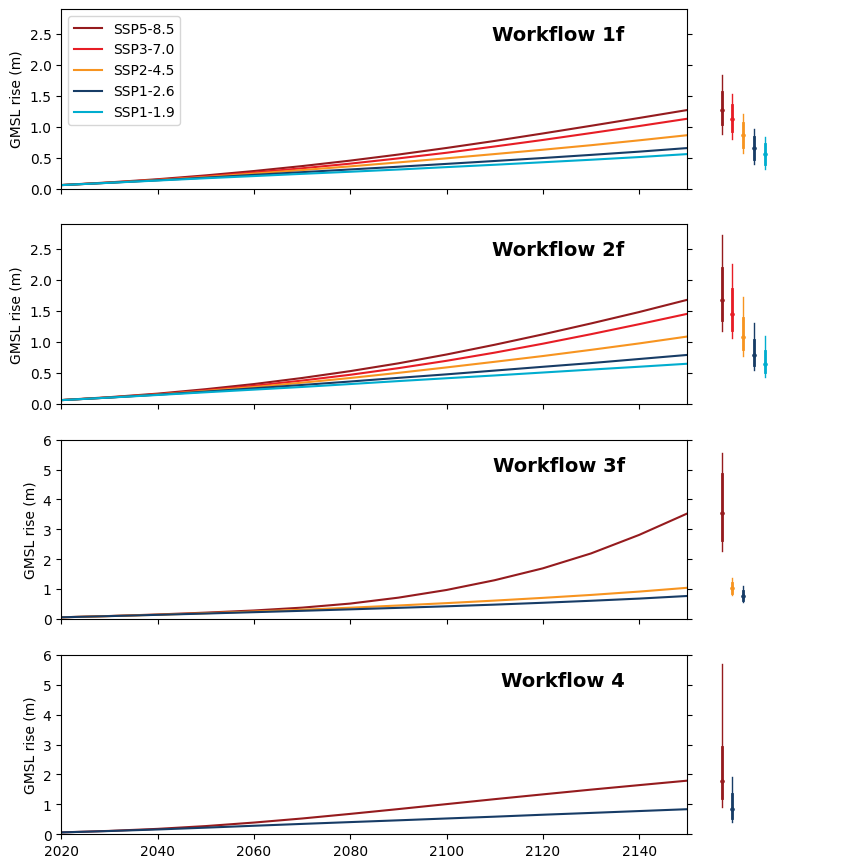 Workflow 1f
SSP5-8.5
SSP3-7.0
SSP2-4.5
SSP1-2.6
SSP1-1.9
GMSL rise (m)
2.5
2.0
1.5
1.0
0.5
0.0
Workflow 2f
GMSL rise (m)
2.5
2.0
1.5
1.0
0.5
0.0
Workflow 3f
GMSL rise (m)
6
5
4
3
2
1
0
Workflow 4
GMSL rise (m)
6
5
4
3
2
1
0
2020 2040 2060 2080 2100 2120 2140